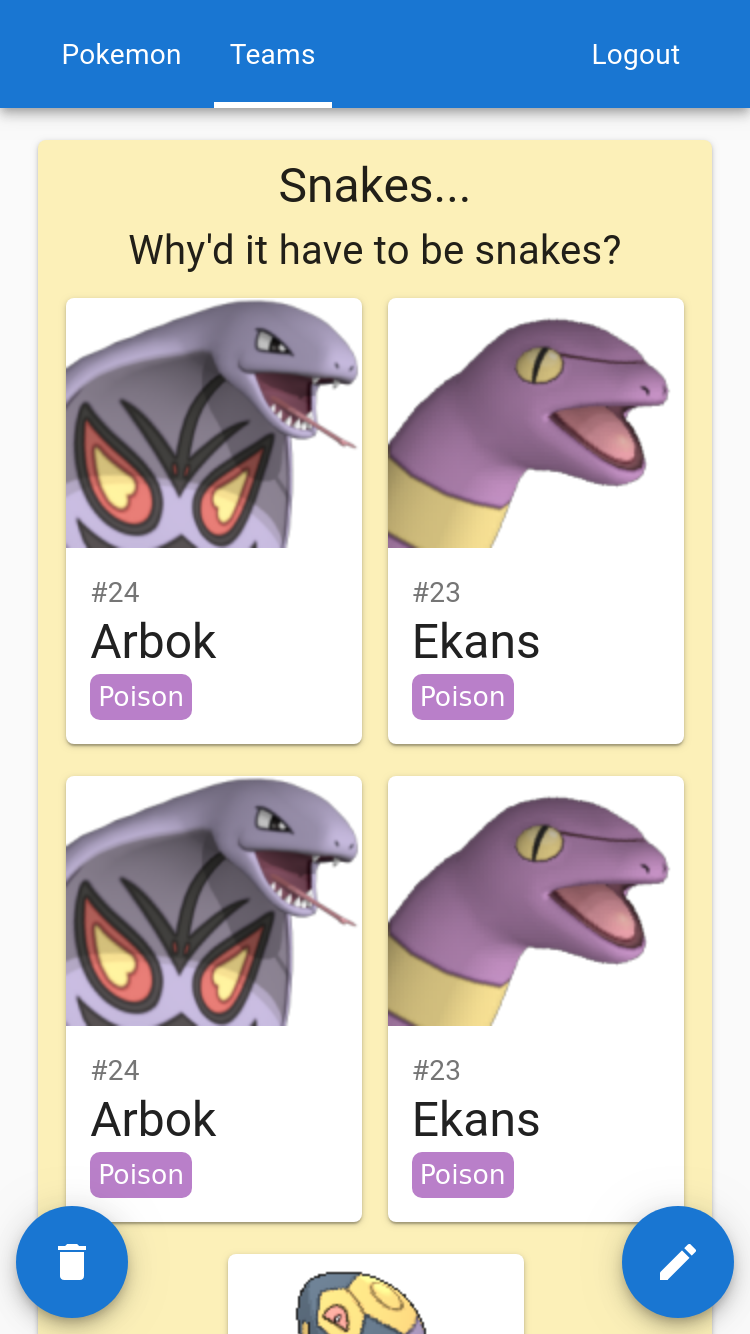 Pokemon Teams Logout
Snakes...
Why'd it have to be snakes?
#24
Arbok
Poison
#23
Ekans
Poison
#24
Arbok
Poison
#23
Ekans
Poison